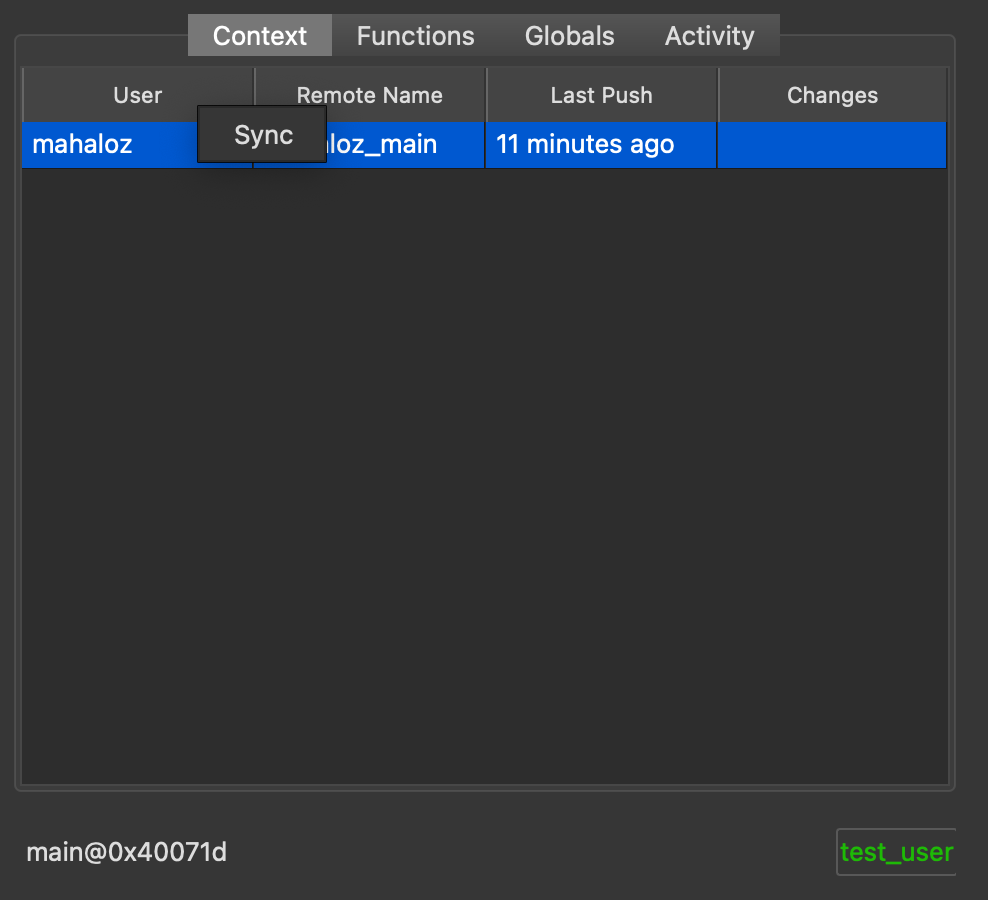 Context Functions Globals Activity
User Remote Name Last Push Changes
mahaloz loz_main 11 minutes ago
Sync
main@0x40071d test_user